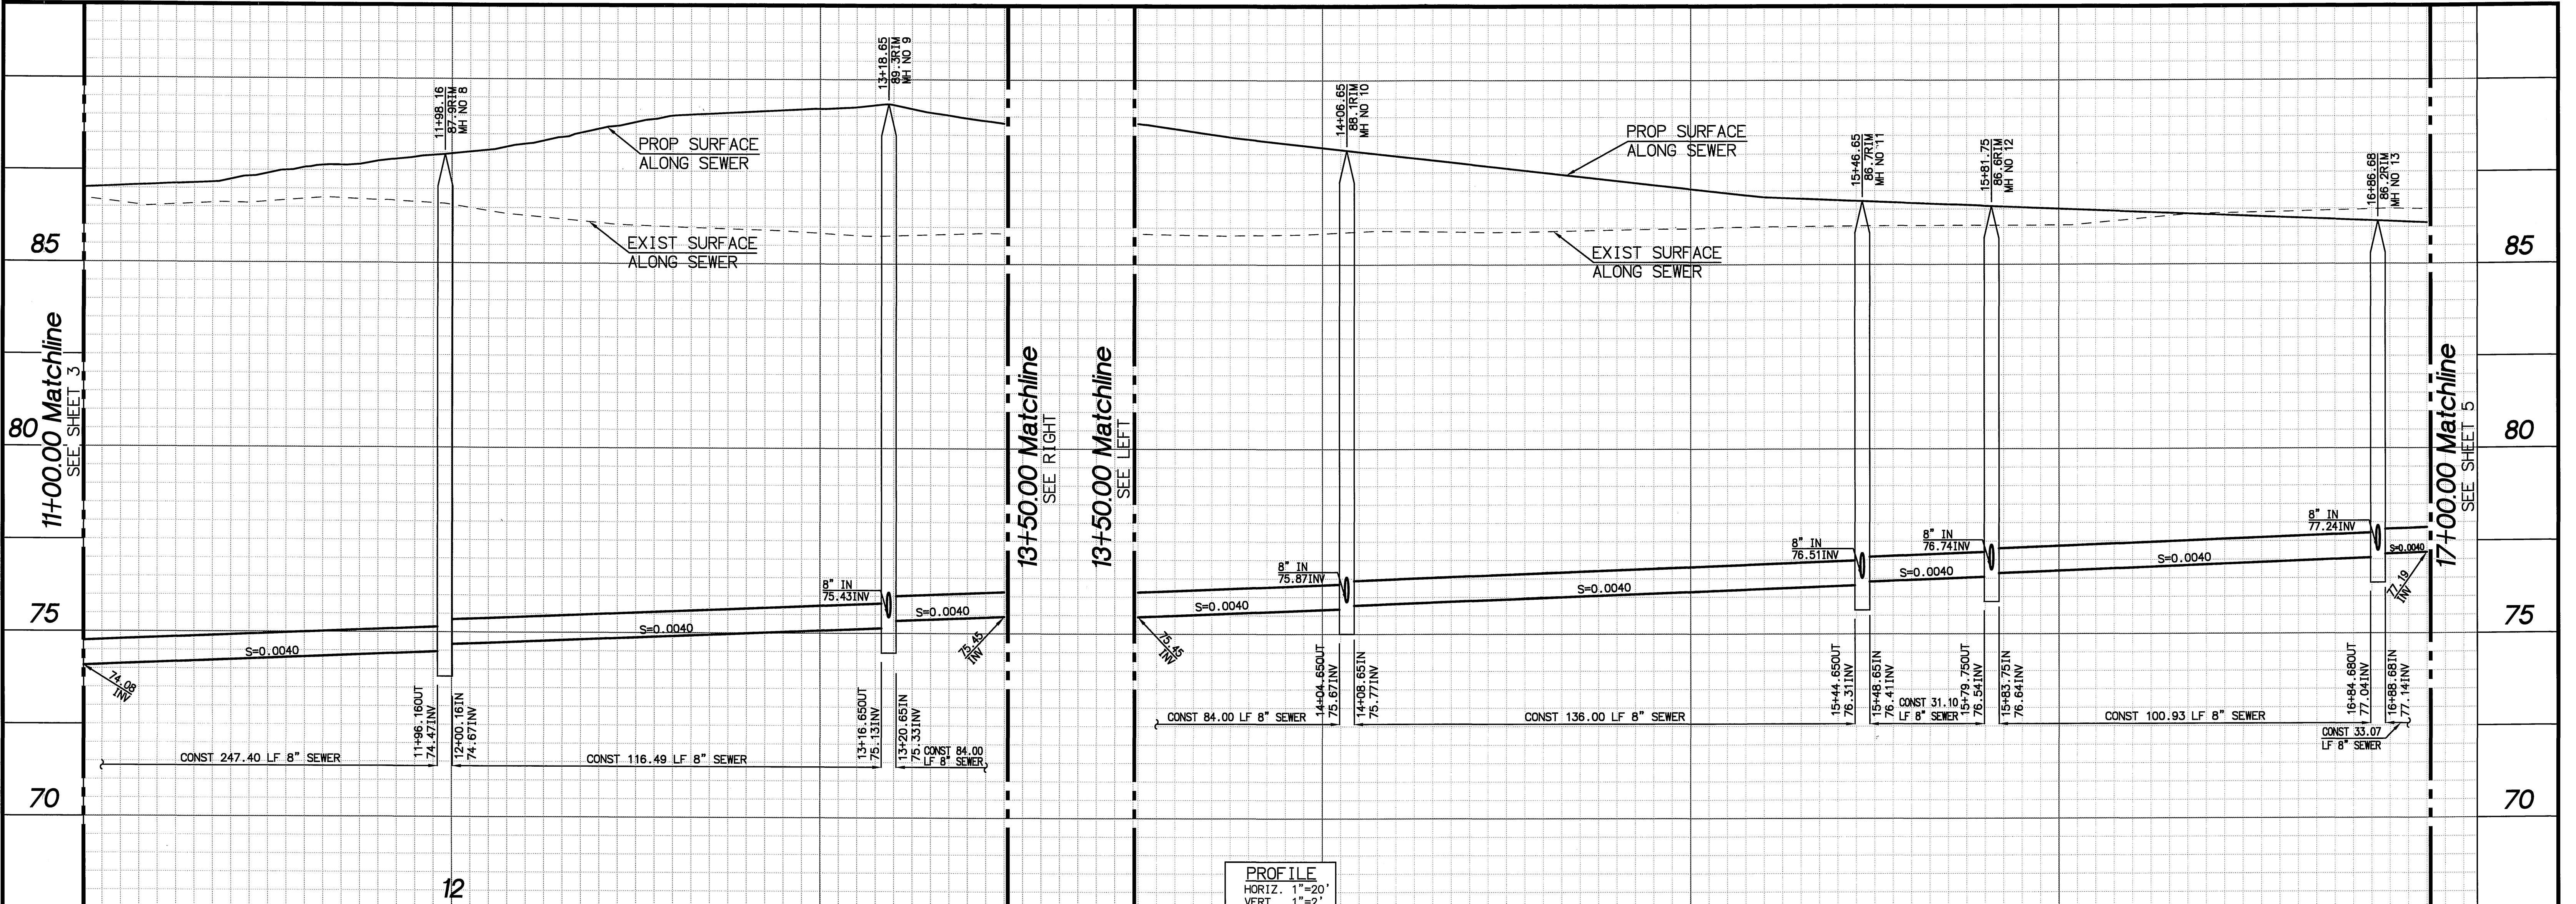 85
80
75
70
11+00.00 Matchline
SEE SHEET 3
11+98.16
87.9RIM
MH NO 8
PROP SURFACE
ALONG SEWER
EXIST SURFACE
ALONG SEWER
13+18.65
89.3RIM
MH NO 9
13+50.00 Matchline
SEE RIGHT
S=0.0040
74.08
INV
11+96.16OUT
74.47INV
12+00.16IN
74.67INV
S=0.0040
8" IN
75.43INV
S=0.0040
75.45
INV
13+16.65OUT
75.13INV
13+20.65IN
75.33INV
CONST 247.40 LF 8" SEWER
CONST 116.49 LF 8" SEWER
CONST 84.00
LF 8" SEWER
12
13+50.00 Matchline
SEE LEFT
14+06.65
88.1RIM
MH NO 10
PROP SURFACE
ALONG SEWER
EXIST SURFACE
ALONG SEWER
15+46.65
86.7RIM
MH NO 11
15+81.75
86.6RIM
MH NO 12
16+86.68
86.2RIM
MH NO 13
S=0.0040
75.45
INV
8" IN
75.87INV
S=0.0040
8" IN
76.51INV
S=0.0040
8" IN
76.74INV
S=0.0040
8" IN
77.24INV
S=0.0040
77.19
INV
14+04.65OUT
75.67INV
14+08.65IN
75.77INV
15+44.65OUT
76.31INV
15+48.65IN
76.41INV
15+79.75OUT
76.54INV
15+83.75IN
76.64INV
16+84.68OUT
77.04INV
16+88.68IN
77.14INV
CONST 84.00 LF 8" SEWER
CONST 136.00 LF 8" SEWER
CONST 31.10
LF 8" SEWER
CONST 100.93 LF 8" SEWER
CONST 33.07
LF 8" SEWER
17+00.00 Matchline
SEE SHEET 5
85
80
75
70
PROFILE
HORIZ. 1"=20'
VERT. 1"=2'